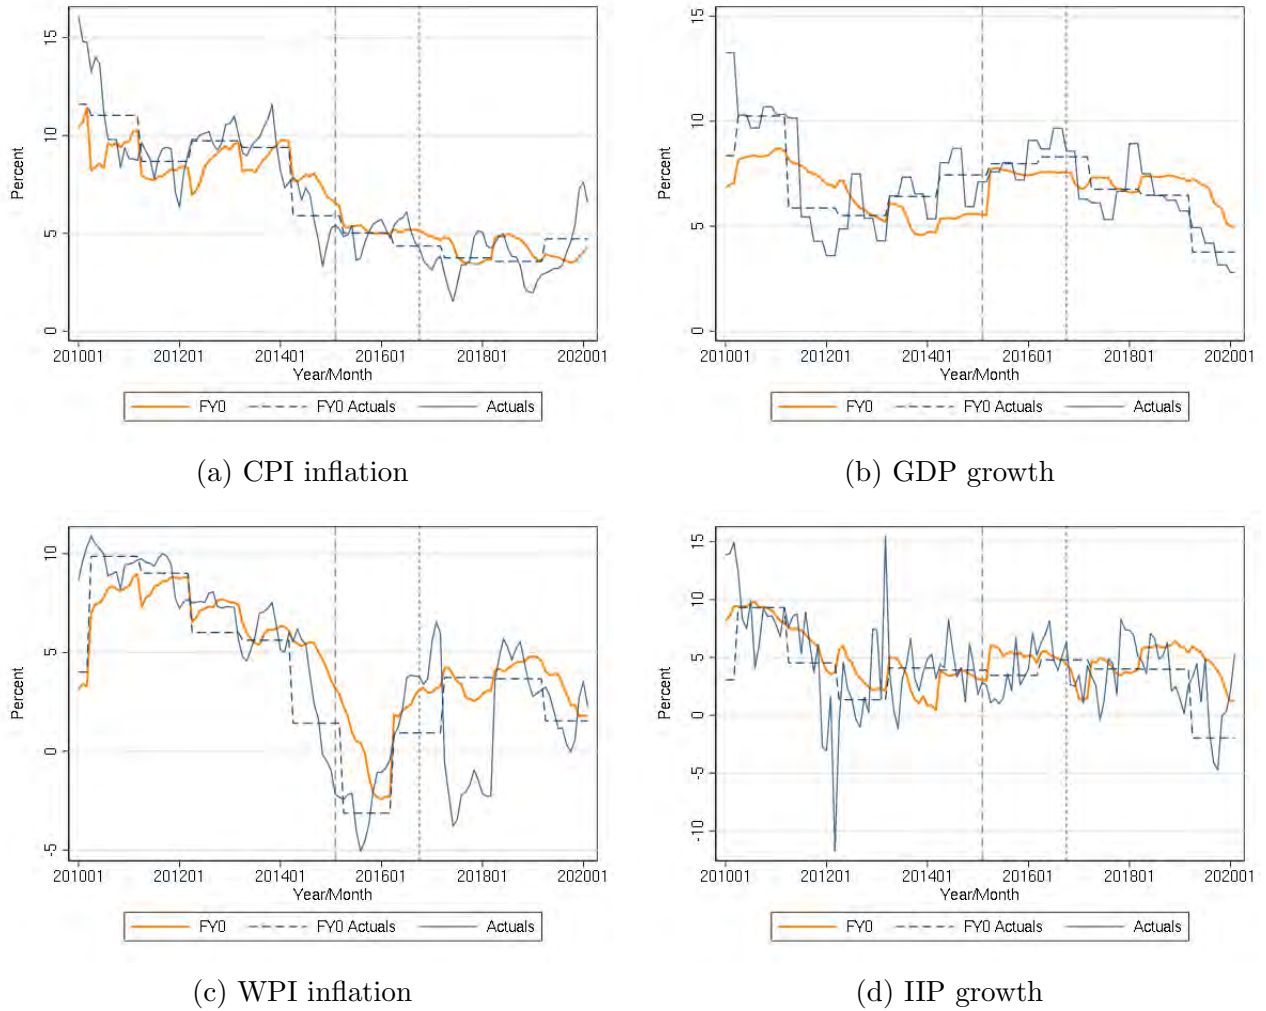 15
10
5
0
Percent
201001 201201 201401 201601 201801 202001
Year/Month
FY0 FY0 Actuals Actuals
(a) CPI inflation
15
10
5
0
Percent
201001 201201 201401 201601 201801 202001
Year/Month
FY0 FY0 Actuals Actuals
(b) GDP growth
10
5
0
-5
Percent
201001 201201 201401 201601 201801 202001
Year/Month
FY0 FY0 Actuals Actuals
(c) WPI inflation
15
10
5
0
-5
-10
Percent
201001 201201 201401 201601 201801 202001
Year/Month
FY0 FY0 Actuals Actuals
(d) IIP growth